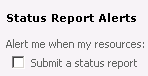 Status Report Alerts
Alert me when my resources:
Submit a status report